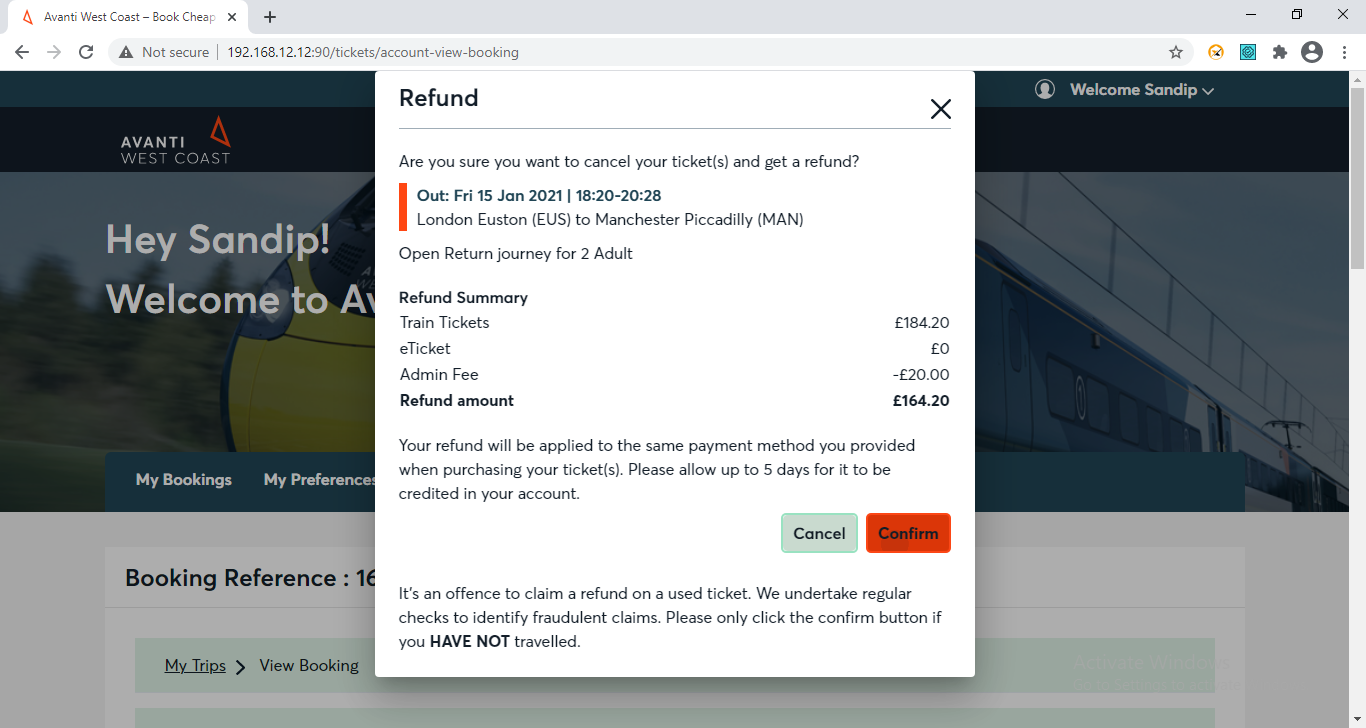 Avanti West Coast – Book Cheap
Not secure
192.168.12.12:90/tickets/account-view-booking
Welcome Sandip
AVANTI
WEST COAST
Hey Sandip!
Welcome to Av
My Bookings
My Preferences
Booking Reference : 16
My Trips
View Booking
Refund
Are you sure you want to cancel your ticket(s) and get a refund?
Out: Fri 15 Jan 2021 | 18:20-20:28
London Euston (EUS) to Manchester Piccadilly (MAN)
Open Return journey for 2 Adult
Refund Summary
Train Tickets £184.20
eTicket £0
Admin Fee -£20.00
Refund amount £164.20
Your refund will be applied to the same payment method you provided
when purchasing your ticket(s). Please allow up to 5 days for it to be
credited in your account.
Cancel
Confirm
It's an offence to claim a refund on a used ticket. We undertake regular
checks to identify fraudulent claims. Please only click the confirm button if
you HAVE NOT travelled.
Activate Windows
Go to Settings to activate